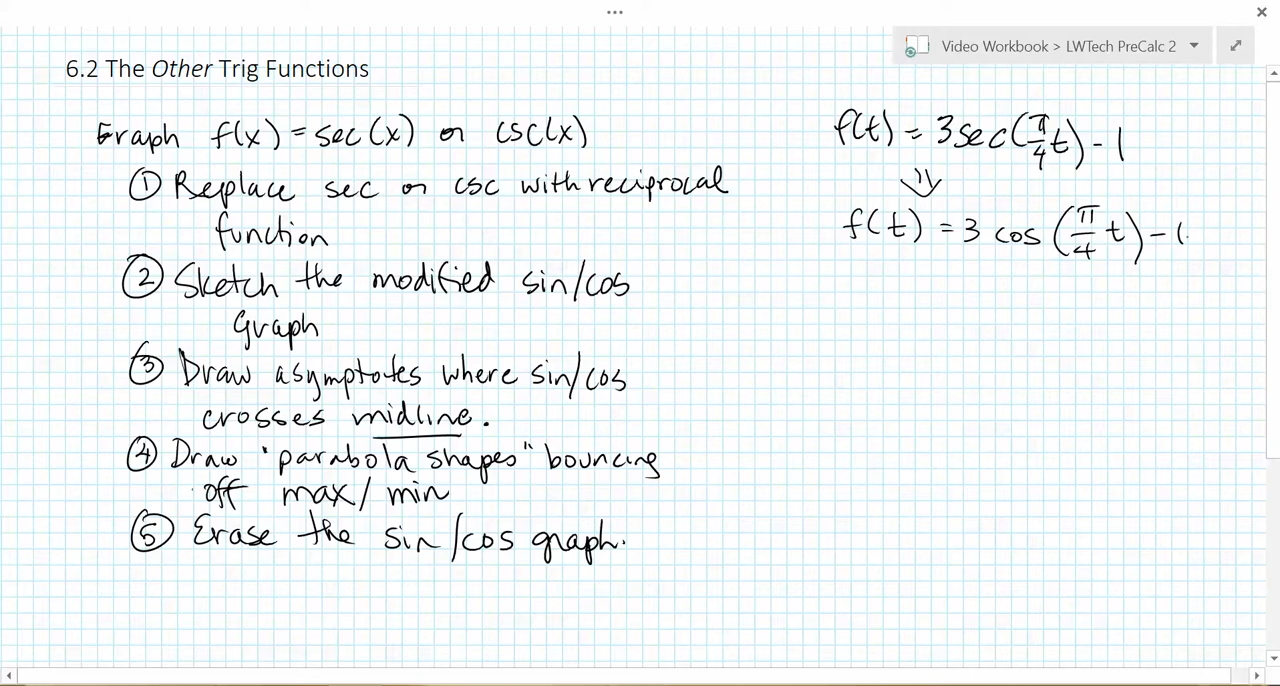 Video Workbook > LWTech PreCalc 2
6.2 The Other Trig Functions
Graph f(x) = sec(x) or csc(x)
① Replace sec or csc with reciprocal
function
② Sketch the modified sin/cos
Graph
③ Draw asymptotes where sin/cos
crosses midline.
④ Draw "parabola shapes" bouncing
off max/min
⑤ Erase the sin/cos graph.
f(t) = 3sec(π/4 t) - 1
⇓
f(t) = 3 cos(π/4 t) - 1